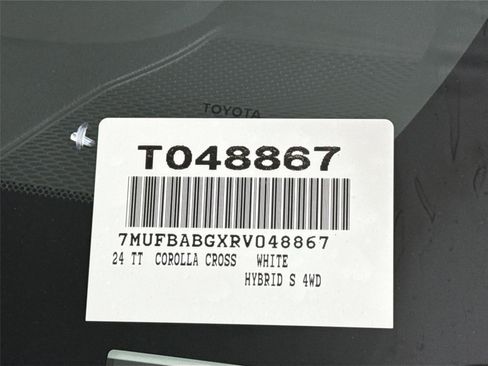 TOYOTA
T048867
7MUFBABGXRV048867
24 TT COROLLA CROSS WHITE
HYBRID S 4WD